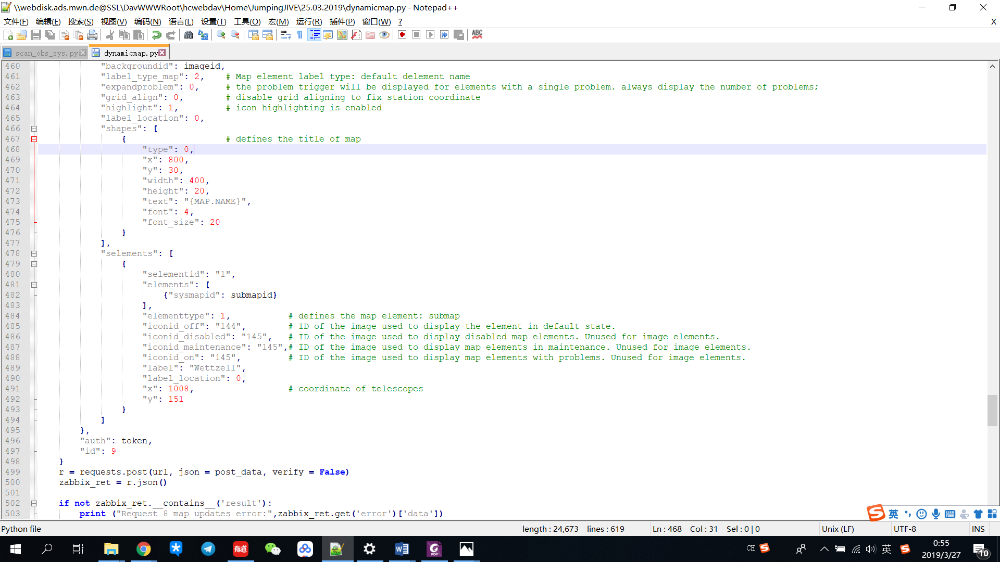 \\webdisk.ads.mwn.de@SSL\DavWWWRoot\hcwebdav\Home\JumpingJIVE\25.03.2019\dynamicmap.py - Notepad++
文件(F) 编辑(E) 搜索(S) 视图(V) 编码(N) 语言(L) 设置(T) 工具(O) 宏(M) 运行(R) 插件(P) 窗口(W) ? X
ABC
scan_obs_sys.py dynamicmap.py
460 "backgroundid": imageid,
461 "label_type_map": 2, # Map element label type: default delement name
462 "expandproblem": 0, # the problem trigger will be displayed for elements with a single problem. always display the number of problems;
463 "grid_align": 0, # disable grid aligning to fix station coordinate
464 "highlight": 1, # icon highlighting is enabled
465 "label_location": 0,
466 "shapes": [
467 { # defines the title of map
468 "type": 0,
469 "x": 800,
470 "y": 30,
471 "width": 400,
472 "height": 20,
473 "text": "{MAP.NAME}",
474 "font": 4,
475 "font_size": 20
476 }
477 ],
478 "selements": [
479 {
480 "selementid": "1",
481 "elements": [
482 {"sysmapid": submapid}
483 ],
484 "elementtype": 1, # defines the map element: submap
485 "iconid_off": "144", # ID of the image used to display the element in default state.
486 "iconid_disabled": "145", # ID of the image used to display disabled map elements. Unused for image elements.
487 "iconid_maintenance": "145",# ID of the image used to display map elements in maintenance. Unused for image elements.
488 "iconid_on": "145", # ID of the image used to display map elements with problems. Unused for image elements.
489 "label": "Wettzell",
490 "label_location": 0,
491 "x": 1008, # coordinate of telescopes
492 "y": 151
493 }
494 ]
495 },
496 "auth": token,
497 "id": 9
498 }
499 r = requests.post(url, json = post_data, verify = False)
500 zabbix_ret = r.json()
501
502 if not zabbix_ret.__contains__('result'):
503 print ("Request 8 map updates error:",zabbix_ret.get('error')['data'])
S 英
Python file length : 24,673 lines : 619 Ln : 468 Col : 31 Sel : 0 | 0 Unix (LF) UTF-8 INS
有道 PDF CH S 英 S 0:55
2019/3/27 10